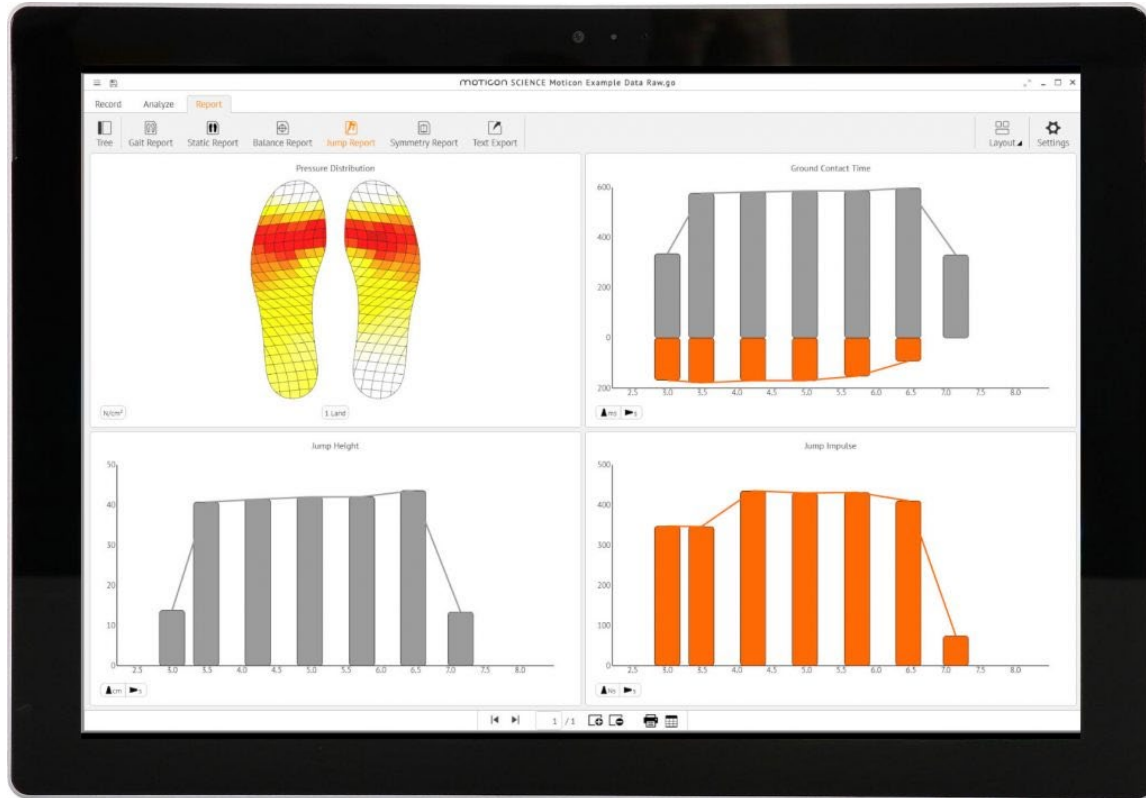 moticon SCIENCE Moticon Example Data Raw.go
Record Analyze Report
Tree Gait Report Static Report Balance Report Jump Report Symmetry Report Text Export Layout Settings
Pressure Distribution
N/cm²
1 Land
Ground Contact Time
600
400
200
0
200
2.5 3.0 3.5 4.0 4.5 5.0 5.5 6.0 6.5 7.0 7.5 8.0
ms s
Jump Height
50
40
30
20
10
0
2.5 3.0 3.5 4.0 4.5 5.0 5.5 6.0 6.5 7.0 7.5 8.0
cm s
Jump Impulse
500
400
300
200
100
0
2.5 3.0 3.5 4.0 4.5 5.0 5.5 6.0 6.5 7.0 7.5 8.0
Ns s
1 / 1